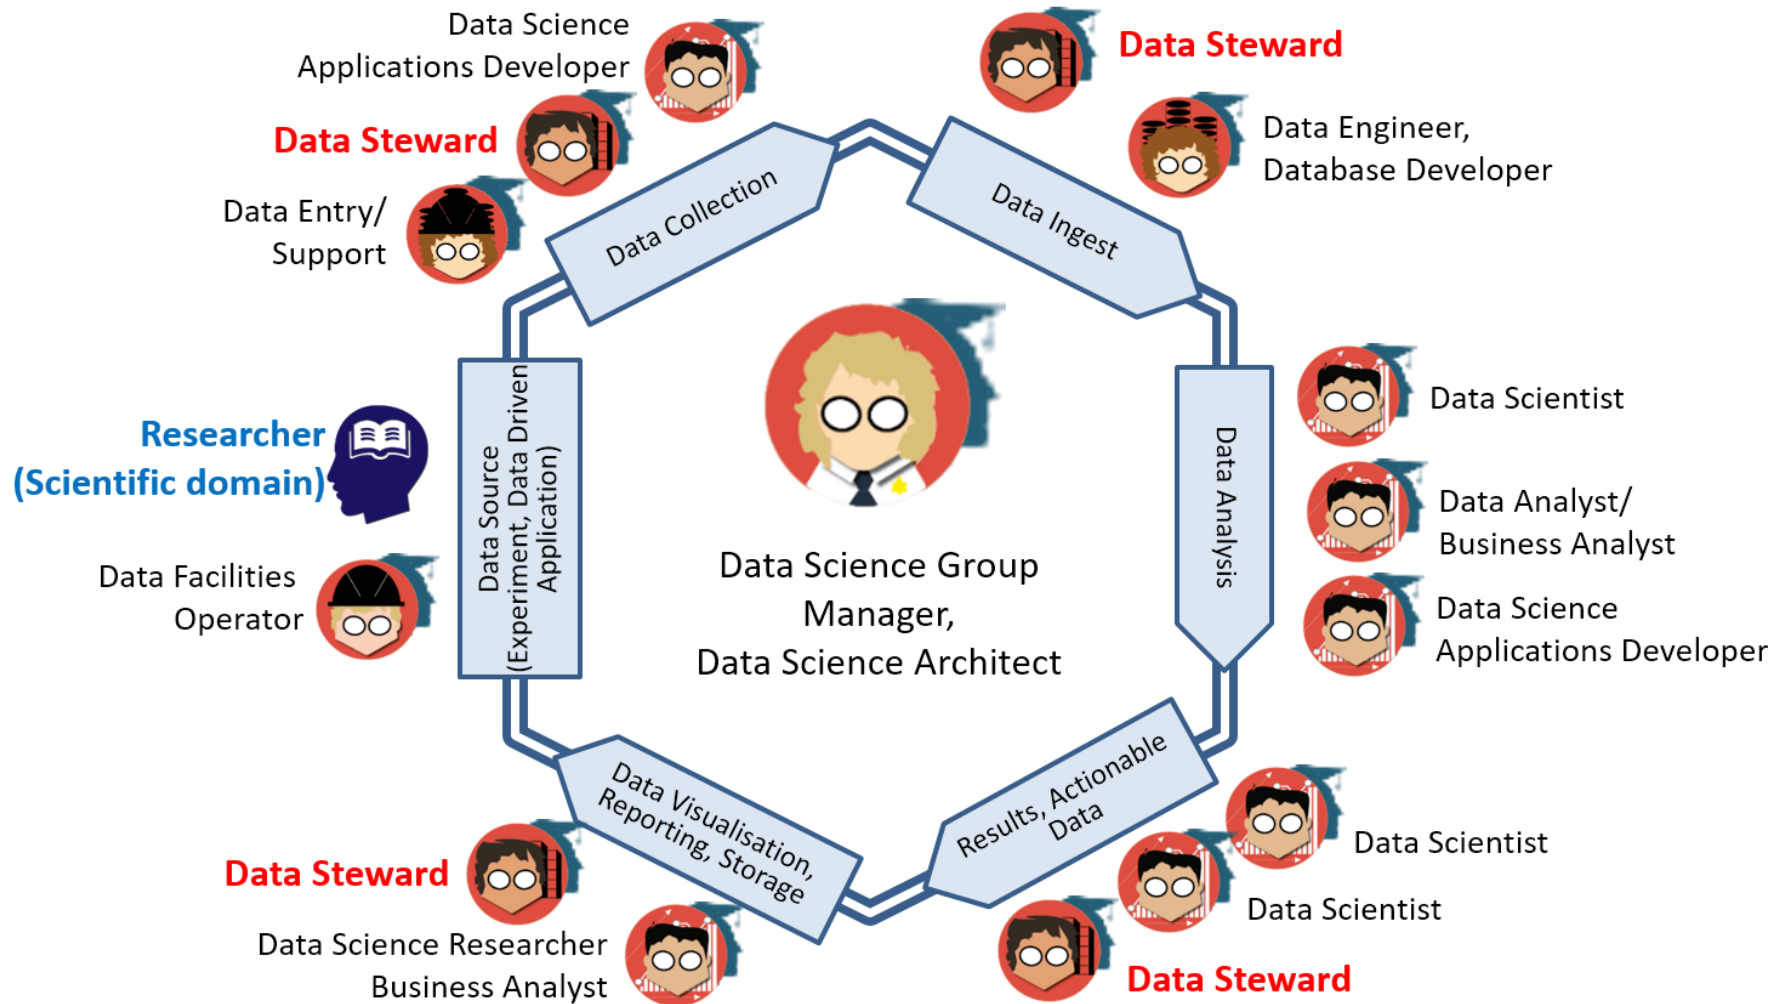 Data Science
Applications Developer
Data Steward
Data Entry/
Support
Data Collection
Data Steward
Data Engineer,
Database Developer
Data Ingest
Researcher
(Scientific domain)
Data Facilities
Operator
Data Source
(Experiment, Data Driven
Application)
Data Science Group
Manager,
Data Science Architect
Data Analysis
Data Scientist
Data Analyst/
Business Analyst
Data Science
Applications Developer
Results, Actionable
Data
Data Scientist
Data Scientist
Data Steward
Data Visualisation,
Reporting, Storage
Data Steward
Data Science Researcher
Business Analyst